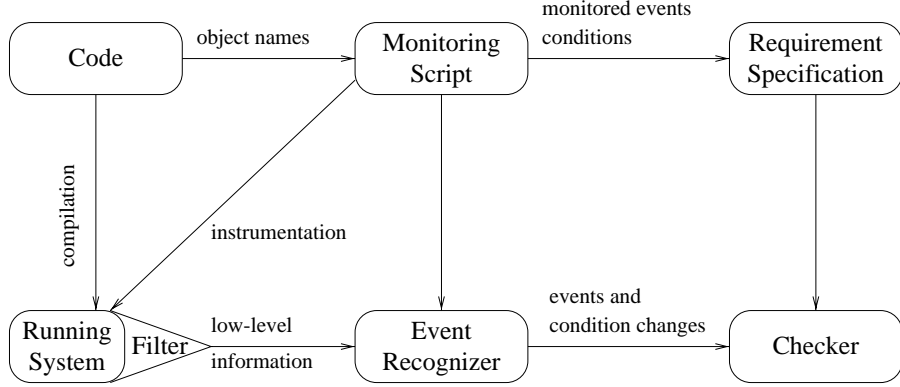 Code
object names
Monitoring
Script
monitored events
conditions
Requirement
Specification
compilation
instrumentation
Running
System
Filter
low-level
information
Event
Recognizer
events and
condition changes
Checker